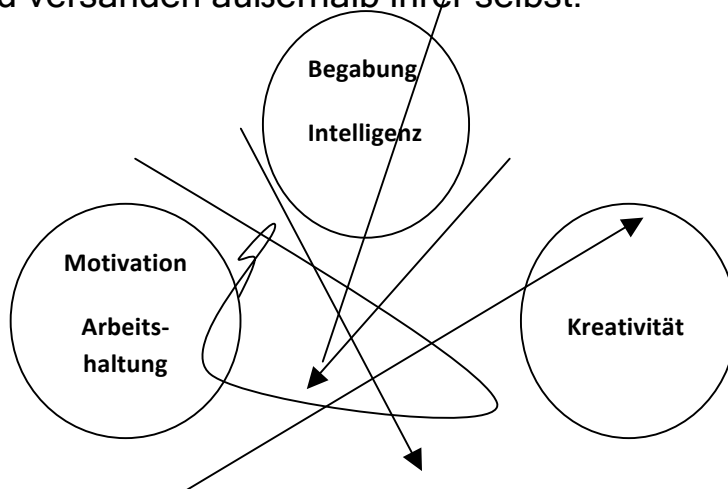 versanden außerhalb ihrer selbst.
Begabung
Intelligenz
Motivation
Arbeits-
haltung
Kreativität